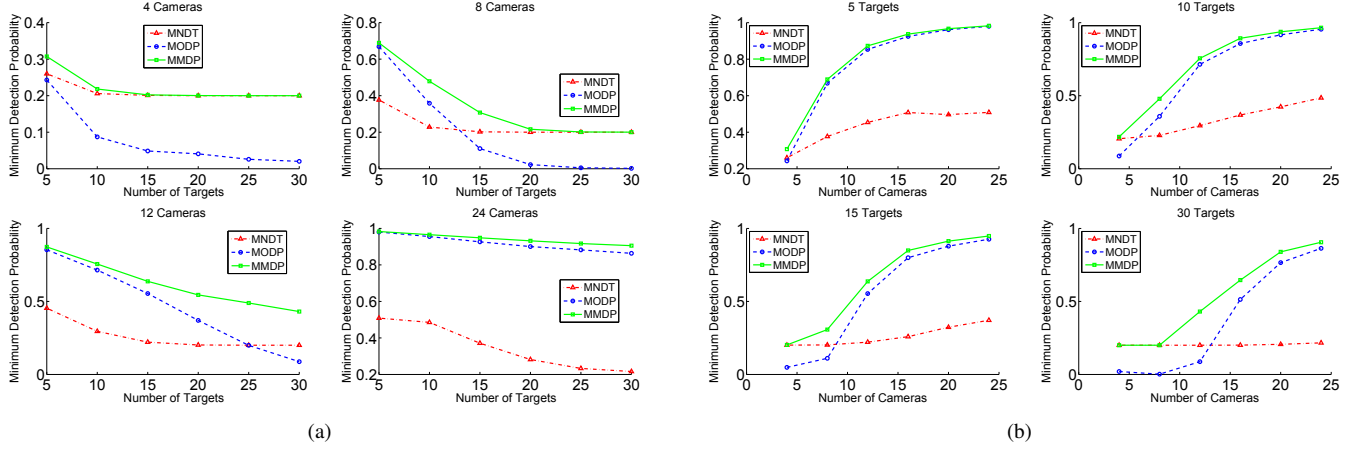 4 Cameras
Minimum Detection Probability
0.4
0.3
0.2
0.1
0
5 10 15 20 25 30
Number of Targets
MNDT
MODP
MMDP
8 Cameras
Minimum Detection Probability
0.8
0.6
0.4
0.2
0
5 10 15 20 25 30
Number of Targets
MNDT
MODP
MMDP
12 Cameras
Minimum Detection Probability
1
0.5
0
5 10 15 20 25 30
Number of Targets
MNDT
MODP
MMDP
24 Cameras
Minimum Detection Probability
1
0.8
0.6
0.4
0.2
5 10 15 20 25 30
Number of Targets
MNDT
MODP
MMDP
(a)
5 Targets
Minimum Detection Probability
1
0.8
0.6
0.4
0.2
0 5 10 15 20 25
Number of Cameras
MNDT
MODP
MMDP
10 Targets
Minimum Detection Probability
1
0.5
0
0 5 10 15 20 25
Number of Cameras
MNDT
MODP
MMDP
15 Targets
Minimum Detection Probability
1
0.5
0
0 5 10 15 20 25
Number of Cameras
MNDT
MODP
MMDP
30 Targets
Minimum Detection Probability
1
0.5
0
0 5 10 15 20 25
Number of Cameras
MNDT
MODP
MMDP
(b)